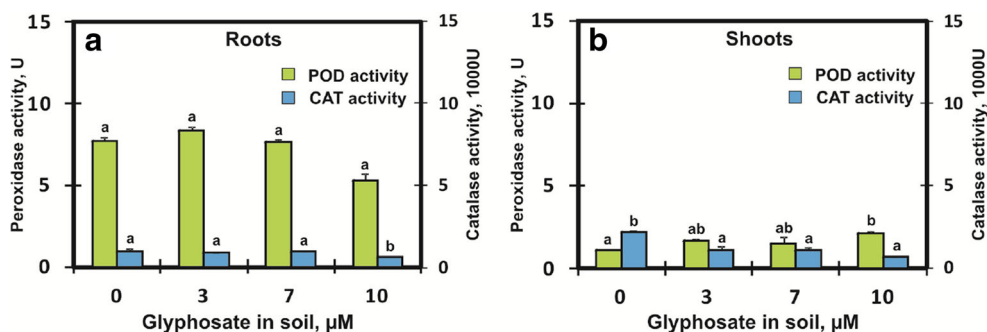 a
Roots
POD activity
CAT activity
Peroxidase activity, U
Catalase activity, 1000U
15
10
5
0
15
10
5
0
a
a
a
a
a
a
a
b
0 3 7 10
Glyphosate in soil, µM
b
Shoots
POD activity
CAT activity
Peroxidase activity, U
Catalase activity, 1000U
15
10
5
0
15
10
5
0
a
b
ab
a
ab
a
b
a
0 3 7 10
Glyphosate in soil, µM